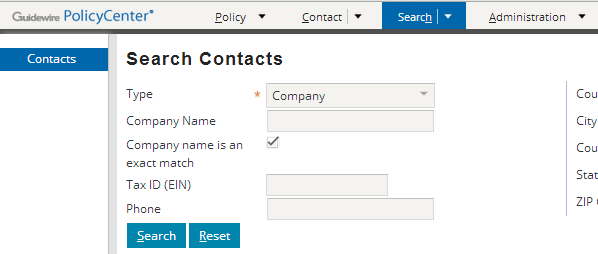 Guidewire PolicyCenter® Policy Contact Search Administration
Contacts
Search Contacts
Type * Company
Company Name
Company name is an
exact match
Tax ID (EIN)
Phone
Search Reset
Cou
City
Cou
Stat
ZIP